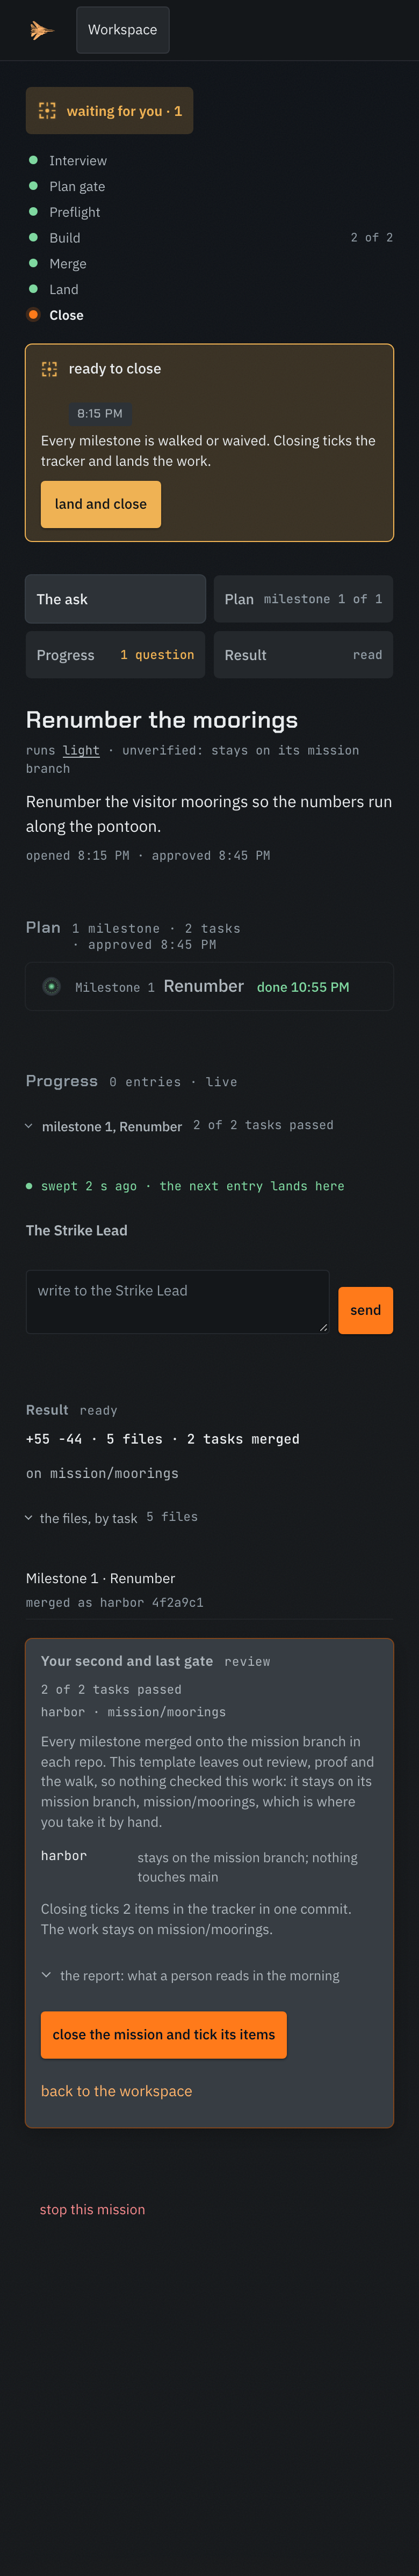 Workspace
waiting for you · 1
Interview
Plan gate
Preflight
Build 2 of 2
Merge
Land
Close
ready to close
8:15 PM
Every milestone is walked or waived. Closing ticks the
tracker and lands the work.
land and close
The ask
Plan milestone 1 of 1
Progress 1 question
Result read
Renumber the moorings
runs light · unverified: stays on its mission
branch
Renumber the visitor moorings so the numbers run
along the pontoon.
opened 8:15 PM · approved 8:45 PM
Plan 1 milestone · 2 tasks
· approved 8:45 PM
Milestone 1 Renumber done 10:55 PM
Progress 0 entries · live
milestone 1, Renumber 2 of 2 tasks passed
swept 2 s ago · the next entry lands here
The Strike Lead
write to the Strike Lead
send
Result ready
+55 -44 · 5 files · 2 tasks merged
on mission/moorings
the files, by task 5 files
Milestone 1 · Renumber
merged as harbor 4f2a9c1
Your second and last gate review
2 of 2 tasks passed
harbor · mission/moorings
Every milestone merged onto the mission branch in
each repo. This template leaves out review, proof and
the walk, so nothing checked this work: it stays on its
mission branch, mission/moorings, which is where
you take it by hand.
harbor stays on the mission branch; nothing
touches main
Closing ticks 2 items in the tracker in one commit.
The work stays on mission/moorings.
the report: what a person reads in the morning
close the mission and tick its items
back to the workspace
stop this mission